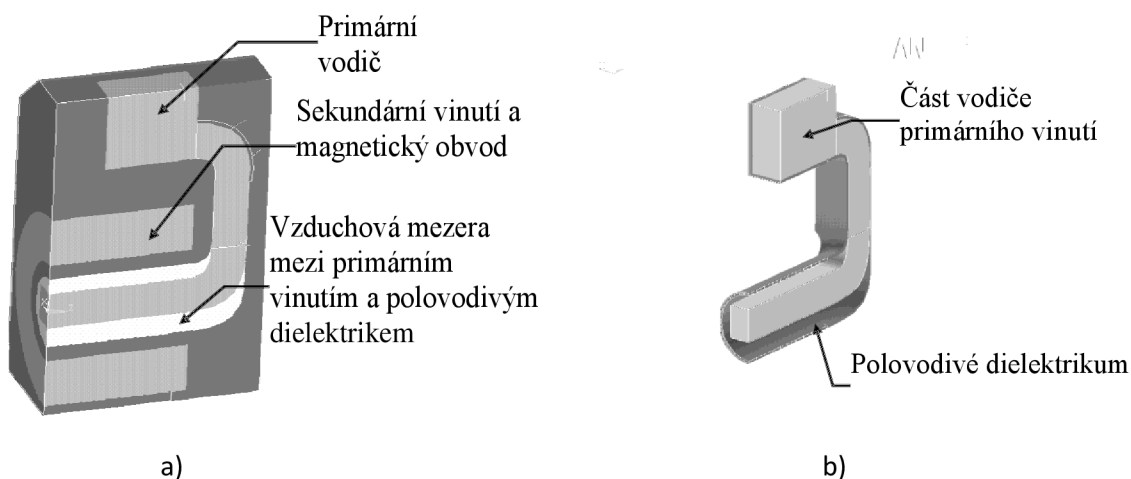 Primární
vodič
Sekundární vinutí a
magnetický obvod
Vzduchová mezera
mezi primárním
vinutím a polovodivým
dielektrikem
a)
AN
Část vodiče
primárního vinutí
Polovodivé dielektrikum
b)